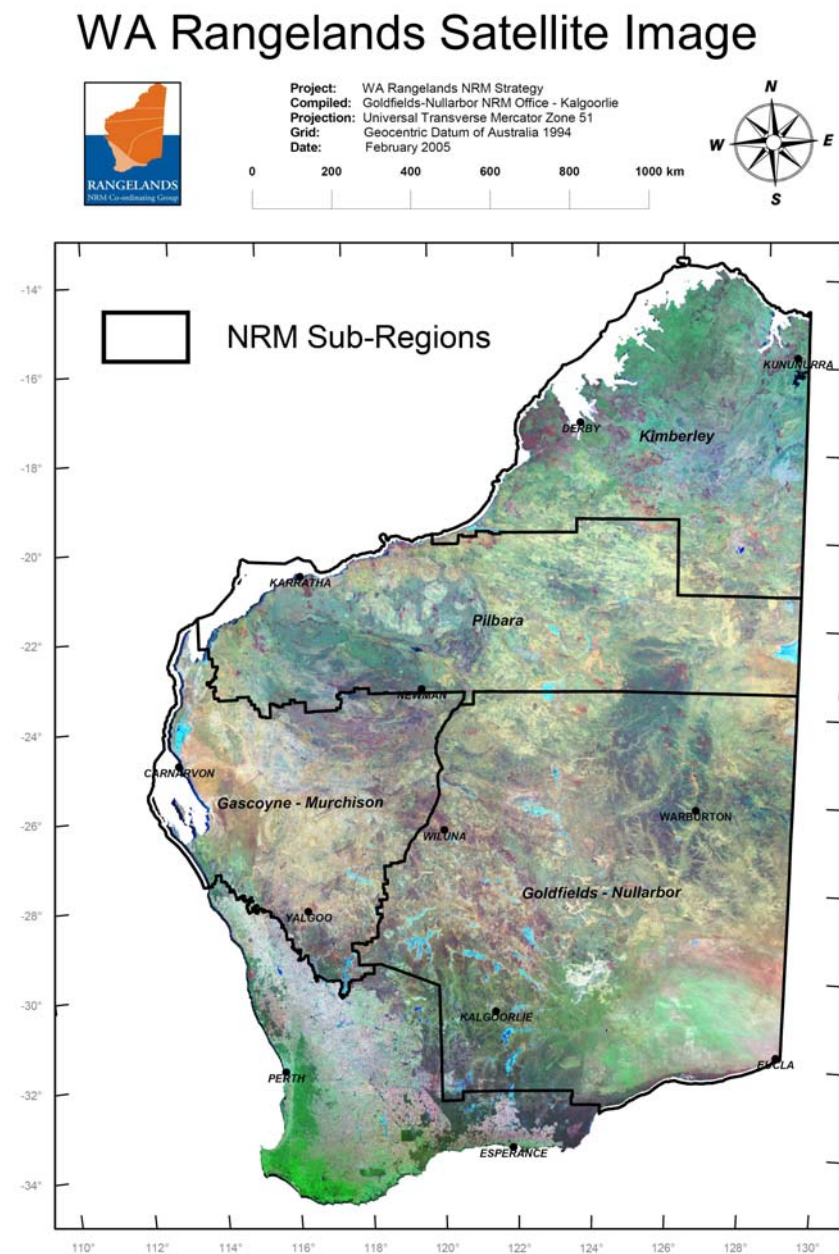 WA Rangelands Satellite Image
RANGELANDS
NRM Co-ordinating Group
Project: WA Rangelands NRM Strategy
Compiled: Goldfields-Nullarbor NRM Office - Kalgoorlie
Projection: Universal Transverse Mercator Zone 51
Grid: Geocentric Datum of Australia 1994
Date: February 2005
0 200 400 600 800 1000 km
N
W E
S
NRM Sub-Regions
-14°
-16°
-18°
-20°
-22°
-24°
-26°
-28°
-30°
-32°
-34°
KUNUNURRA
DERBY
Kimberley
KARRATHA
Pilbara
NEWMAN
CARNARVON
Gascoyne - Murchison
WARBURTON
WILUNA
Goldfields - Nullarbor
YALGOO
KALGOORLIE
EUCLA
PERTH
ESPERANCE
110° 112° 114° 116° 118° 120° 122° 124° 126° 128° 130°